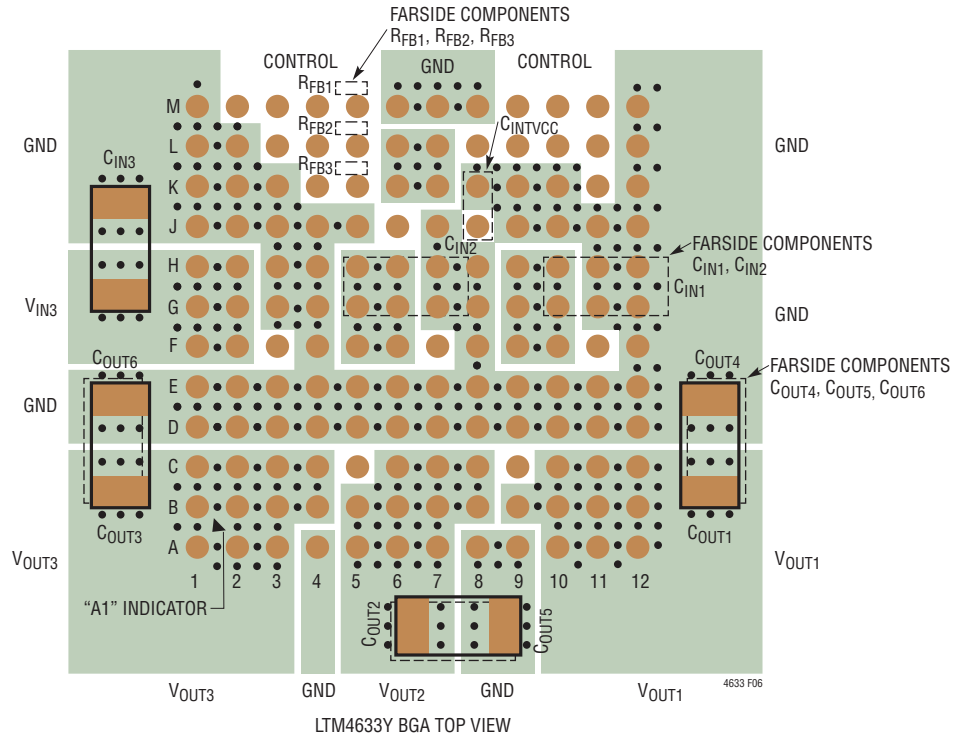 FARSIDE COMPONENTS
RFB1, RFB2, RFB3
CONTROL
GND
CONTROL
RFB1
M
CINTVCC
RFB2
GND
L
GND
CIN3
RFB3
K
J
CIN2
FARSIDE COMPONENTS
CIN1, CIN2
H
CIN1
VIN3
G
GND
F
COUT6
COUT4
FARSIDE COMPONENTS
COUT4, COUT5, COUT6
E
GND
D
C
B
COUT3
COUT1
A
VOUT3
VOUT1
1 2 3 4 5 6 7 8 9 10 11 12
"A1" INDICATOR
COUT2
COUT5
4633 F06
VOUT3
GND
VOUT2
GND
VOUT1
LTM4633Y BGA TOP VIEW